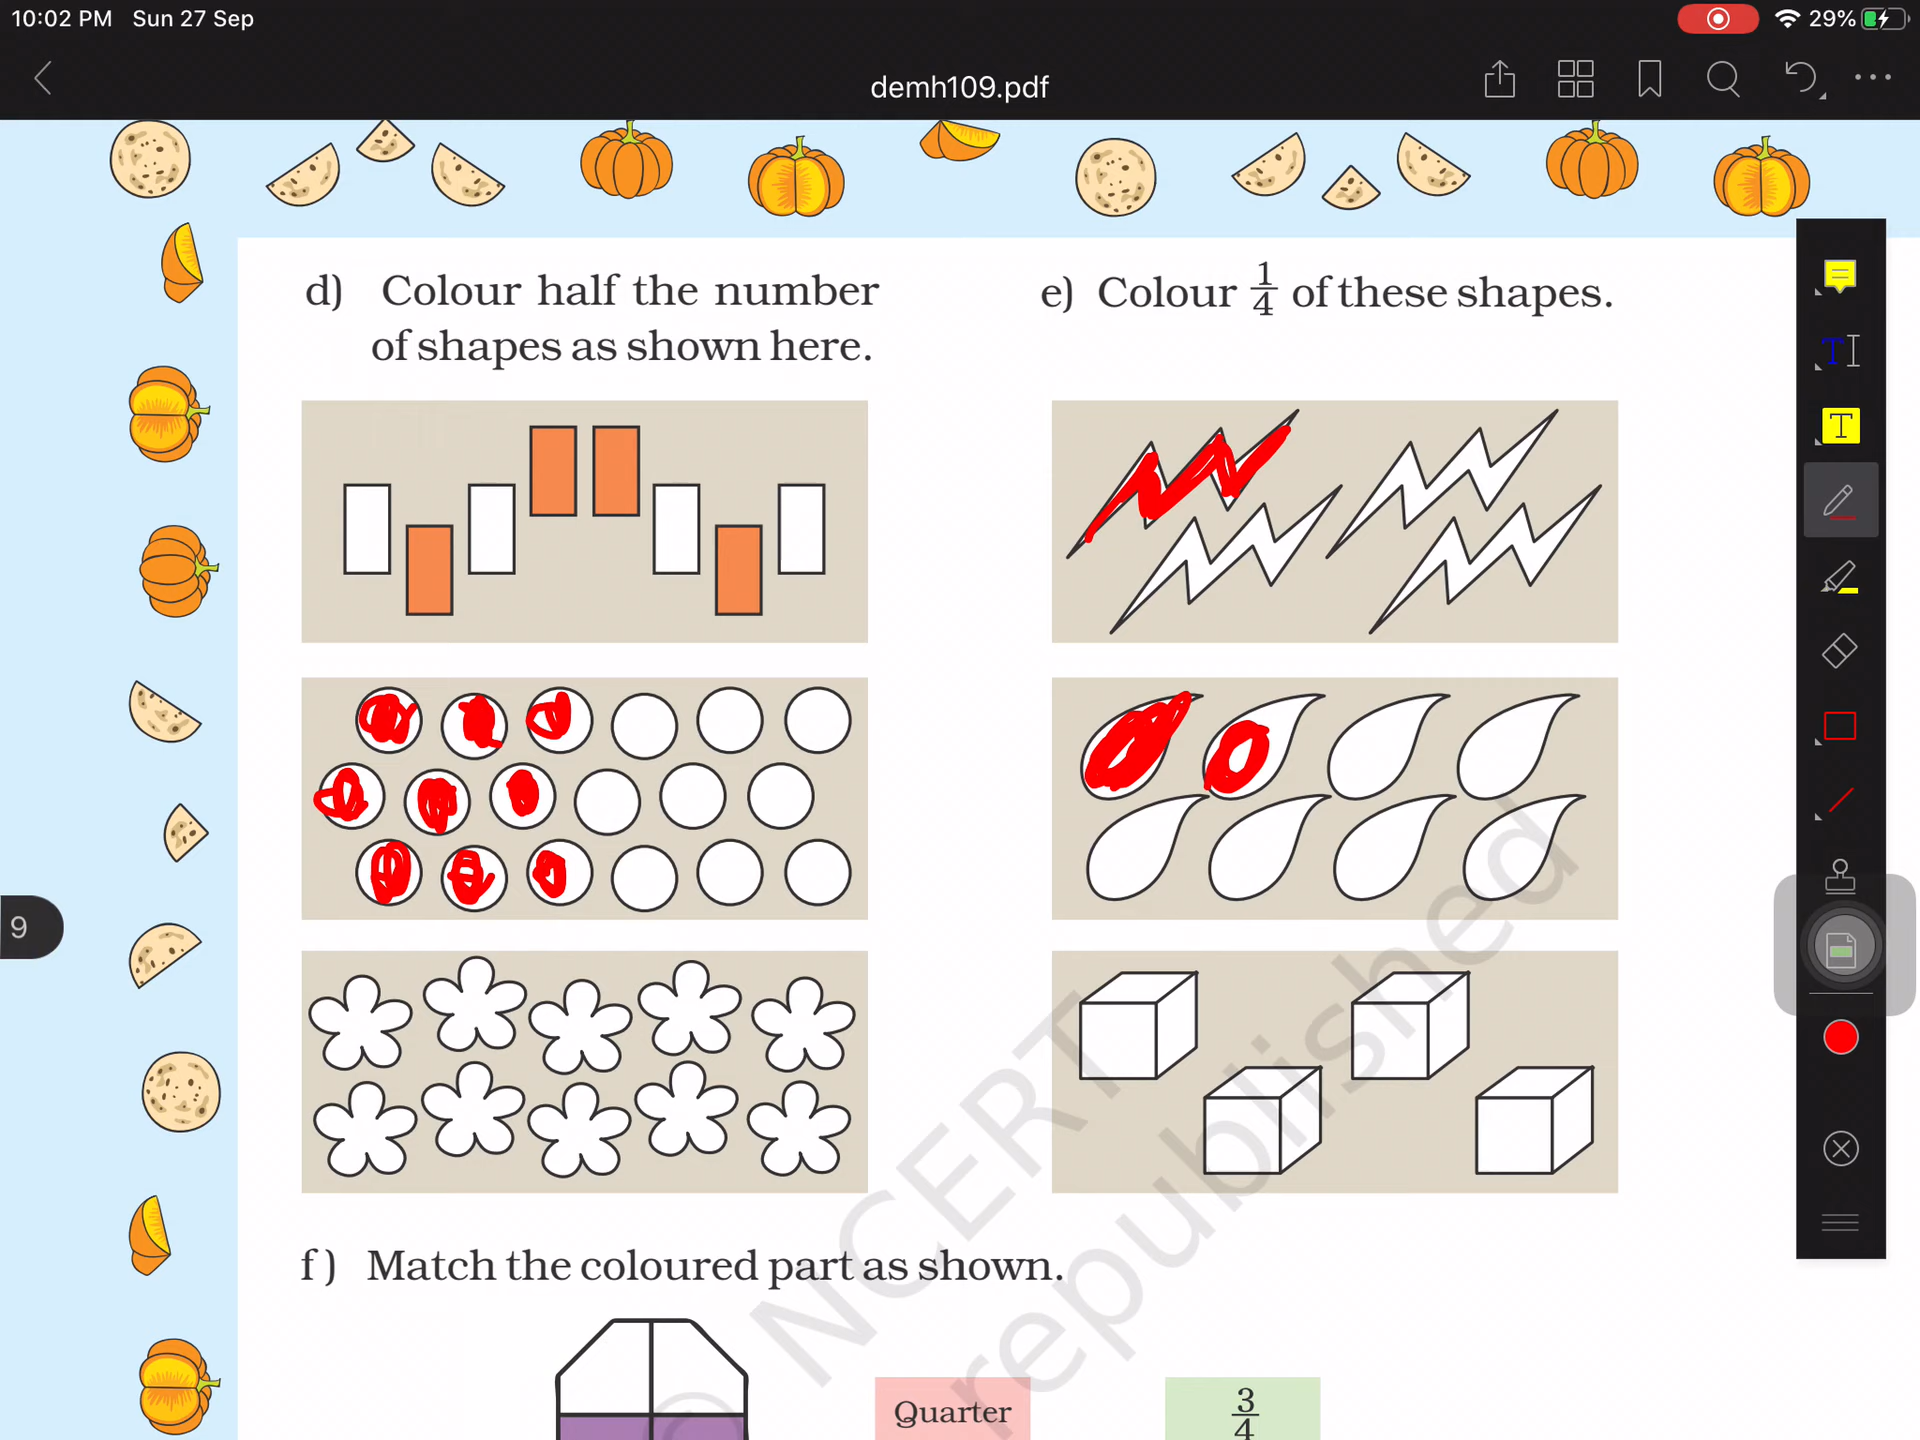 10:02 PM Sun 27 Sep
29%
demh109.pdf
d) Colour half the number
of shapes as shown here.
e) Colour 1/4 of these shapes.
9
f) Match the coloured part as shown.
Quarter
3/4
© NCERT
republished
T
T